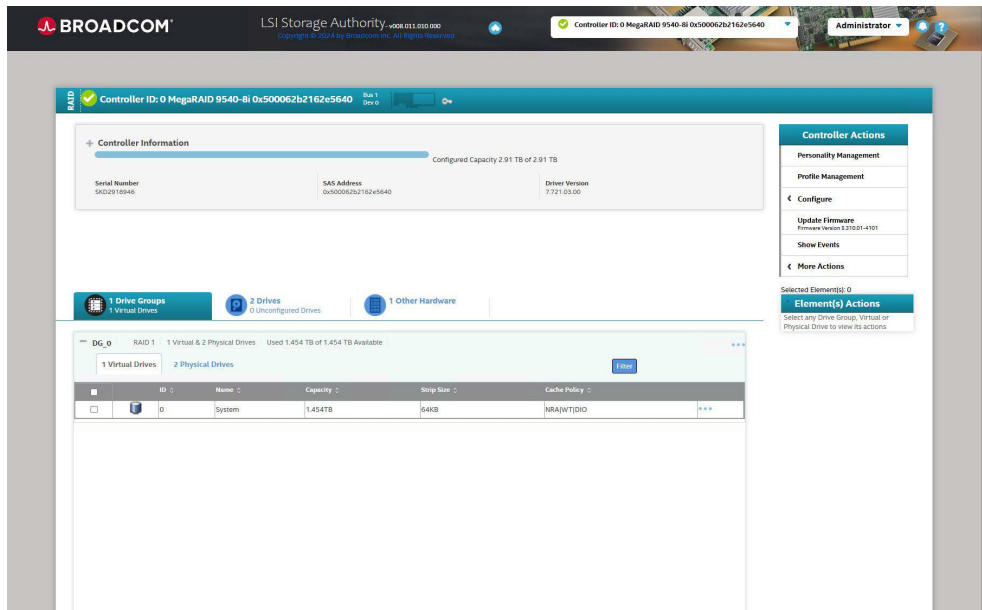 BROADCOM
LSI Storage Authority v008.011.010.000
Copyright © 2024 by Broadcom Inc. All Rights Reserved
Controller ID: 0 MegaRAID 9540-8i 0x500062b2162e5640
Administrator
?
RAID
Controller ID: 0 MegaRAID 9540-8i 0x500062b2162e5640
Bus 1
Dev 0
Controller Information
Configured Capacity 2.91 TB of 2.91 TB
Serial Number SAS Address Driver Version
SKD2918946 0x500062b2162e5640 7.721.03.00
Controller Actions
Personality Management
Profile Management
Configure
Update Firmware
Firmware Version 5.310.01-4101
Show Events
More Actions
Selected Element(s): 0
Element(s) Actions
Select any Drive Group, Virtual or
Physical Drive to view its actions
1 Drive Groups
1 Virtual Drives
2 Drives
0 Unconfigured Drives
1 Other Hardware
DG_0 RAID 1 1 Virtual & 2 Physical Drives Used 1.454 TB of 1.454 TB Available
1 Virtual Drives 2 Physical Drives Filter
ID Name Capacity Strip Size Cache Policy
0 System 1.454TB 64KB NRA|WT|DIO